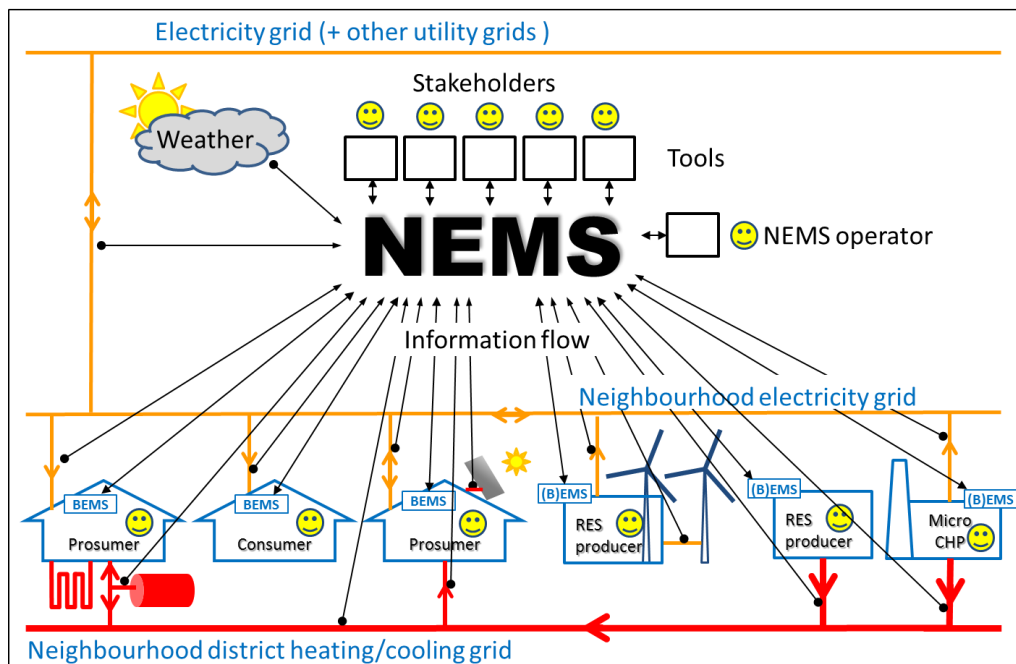 Electricity grid (+ other utility grids )
Stakeholders
Weather
Tools
NEMS
NEMS operator
Information flow
Neighbourhood electricity grid
BEMS
BEMS
BEMS
(B)EMS
(B)EMS
(B)EMS
Prosumer
Consumer
Prosumer
RES
producer
RES
producer
Micro
CHP
Neighbourhood district heating/cooling grid